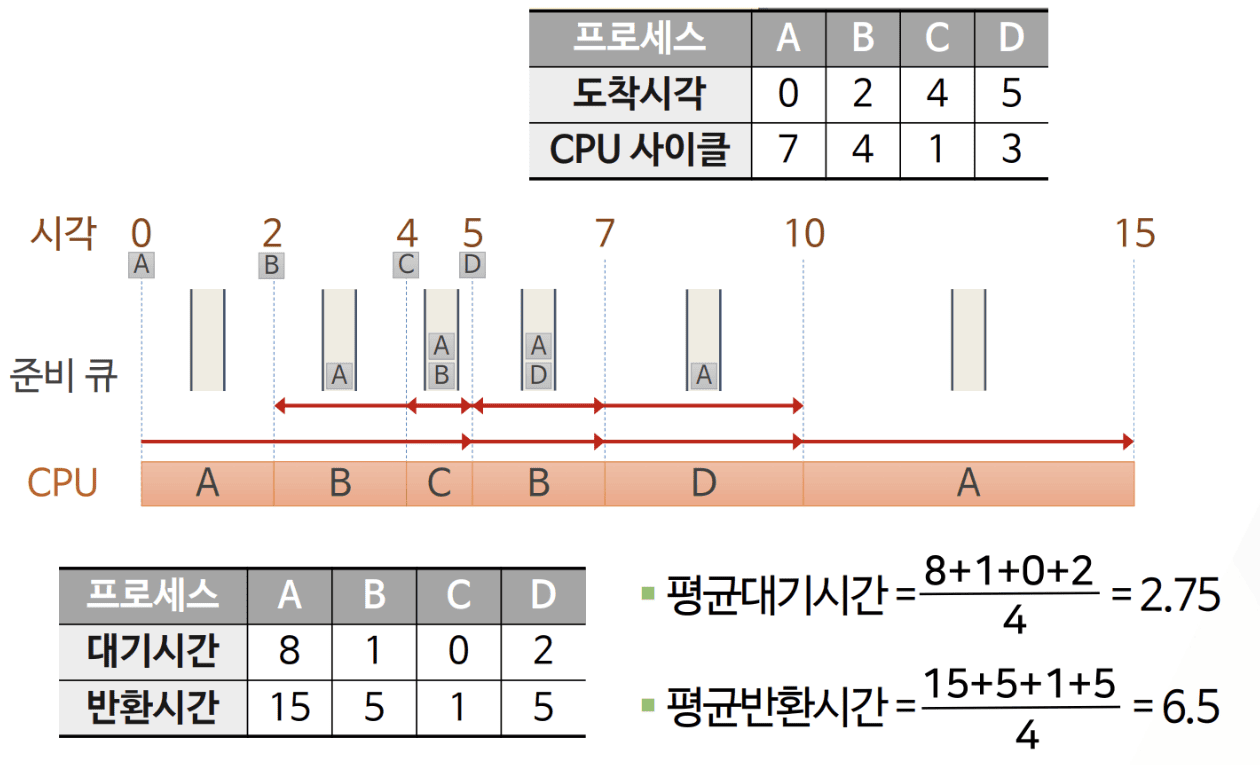 프로세스 A B C D
도착시각 0 2 4 5
CPU 사이클 7 4 1 3
시각 0 2 4 5 7 10 15
A B C D
A A
준비 큐 A B D A
CPU A B C B D A
프로세스 A B C D
대기시간 8 1 0 2
반환시간 15 5 1 5
평균대기시간 = 8+1+0+2 / 4 = 2.75
평균반환시간 = 15+5+1+5 / 4 = 6.5